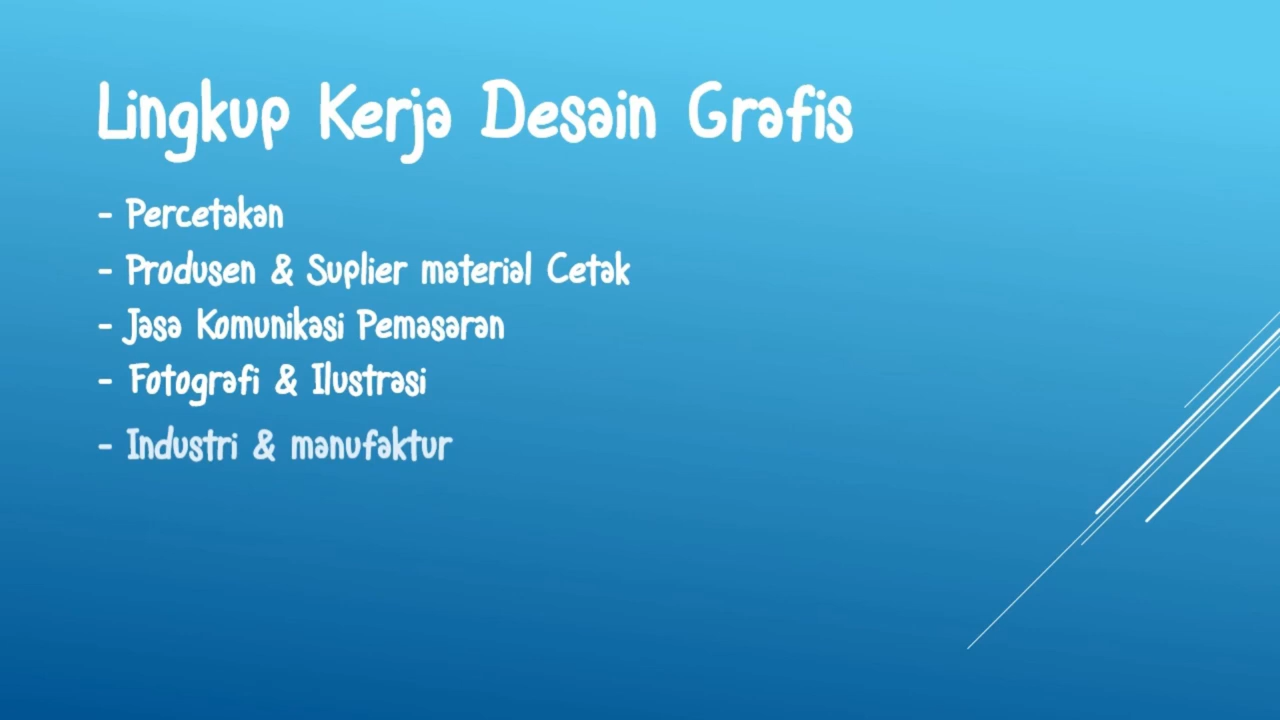 Lingkup Kerja Desain Grafis
- Percetakan
- Produsen & Suplier material Cetak
- Jasa Komunikasi Pemasaran
- Fotografi & Ilustrasi
- Industri & manufaktur